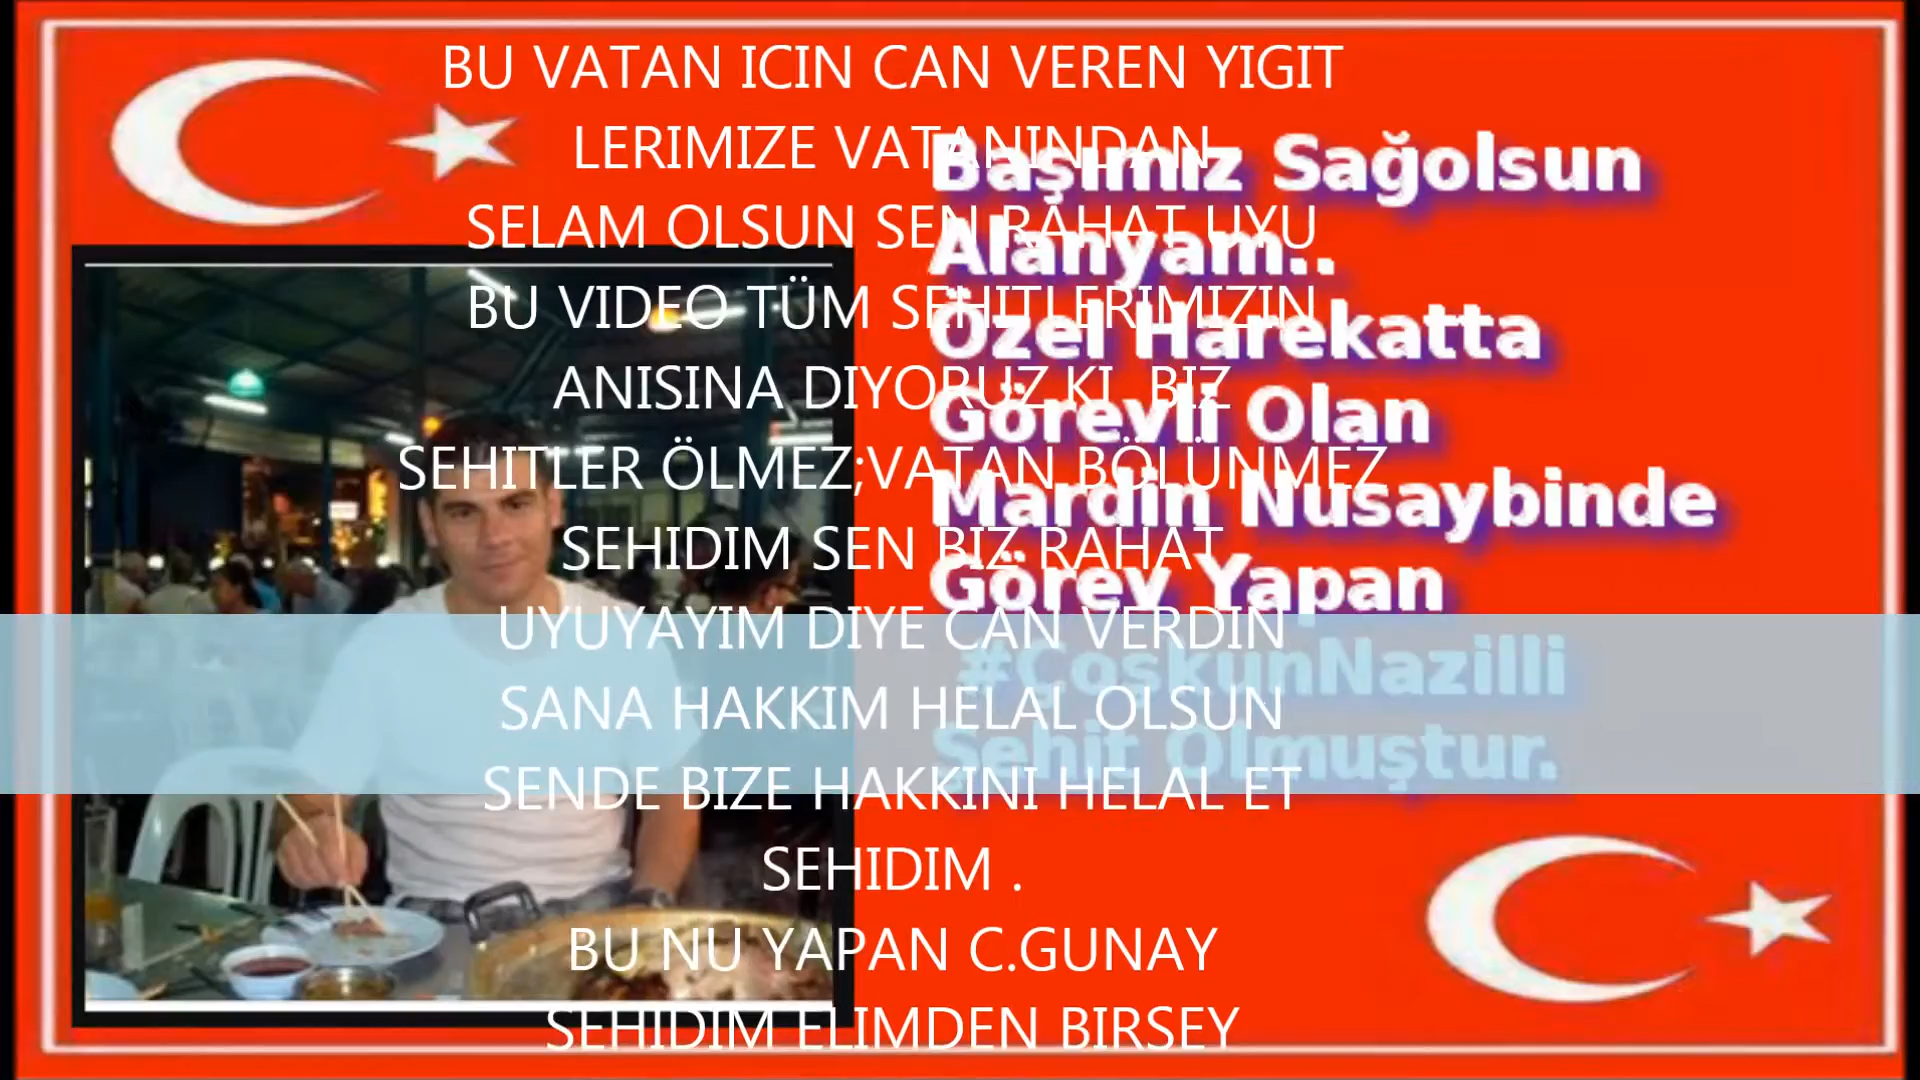 BU VATAN ICIN CAN VEREN YIGIT
LERIMIZE VATANINDAN
SELAM OLSUN SEN RAHAT UYU
BU VIDEO TÜM SEHITLERIMIZIN
ANISINA DIYORUZ KI BIZ
SEHITLER ÖLMEZ;VATAN BÖLÜNMEZ
SEHIDIM SEN BIZ RAHAT
UYUYAYIM DIYE CAN VERDIN
SANA HAKKIM HELAL OLSUN
SENDE BIZE HAKKINI HELAL ET
SEHIDIM .
BU NU YAPAN C.GUNAY
SEHIDIM ELIMDEN BIRSEY
Başımız Sağolsun
Alanyam..
Özel Harekatta
Görevli Olan
Mardin Nusaybinde
Görev Yapan
#CoşkunNazilli
Şehit Olmuştur.